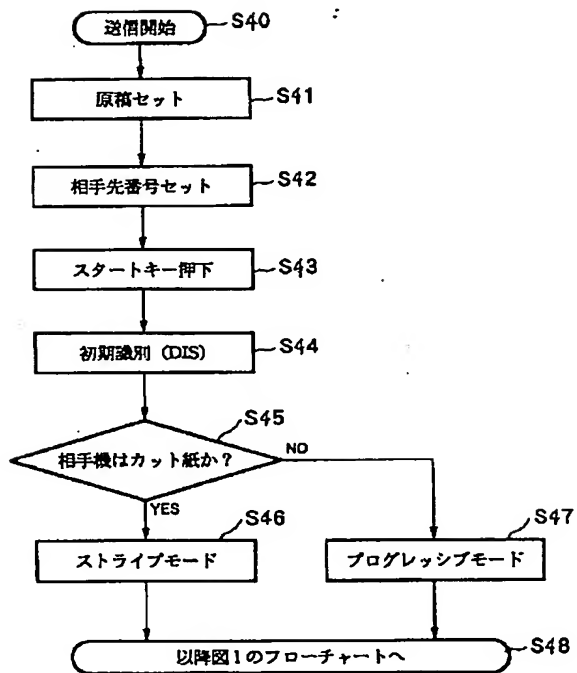 送信開始 S40
原稿セット S41
相手先番号セット S42
スタートキー押下 S43
初期識別 (DIS) S44
S45
相手機はカット紙か? NO
YES
S46 S47
ストライプモード プログレッシブモード
以降図1のフローチャートへ S48